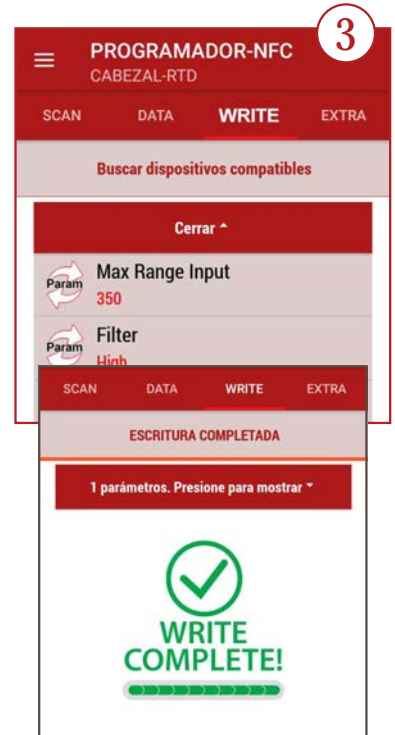 3
PROGRAMADOR-NFC
CABEZAL-RTD
SCAN DATA WRITE EXTRA
Buscar dispositivos compatibles
Cerrar
Param
Max Range Input
350
Param
Filter
High
SCAN DATA WRITE EXTRA
ESCRITURA COMPLETADA
1 parámetros. Presione para mostrar
WRITE
COMPLETE!